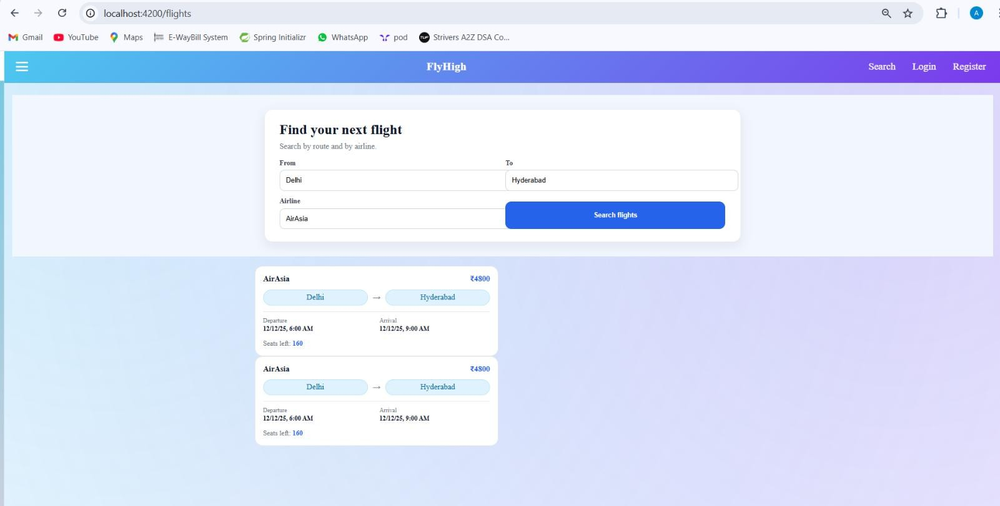 localhost:4200/flights
A
Gmail YouTube Maps E-WayBill System Spring Initializr WhatsApp pod TUF Strivers A2Z DSA Co...
FlyHigh Search Login Register
Find your next flight
Search by route and by airline.
From To
Delhi Hyderabad
Airline
AirAsia Search flights
AirAsia ₹4800
Delhi → Hyderabad
Departure Arrival
12/12/25, 6:00 AM 12/12/25, 9:00 AM
Seats left: 160
AirAsia ₹4800
Delhi → Hyderabad
Departure Arrival
12/12/25, 6:00 AM 12/12/25, 9:00 AM
Seats left: 160